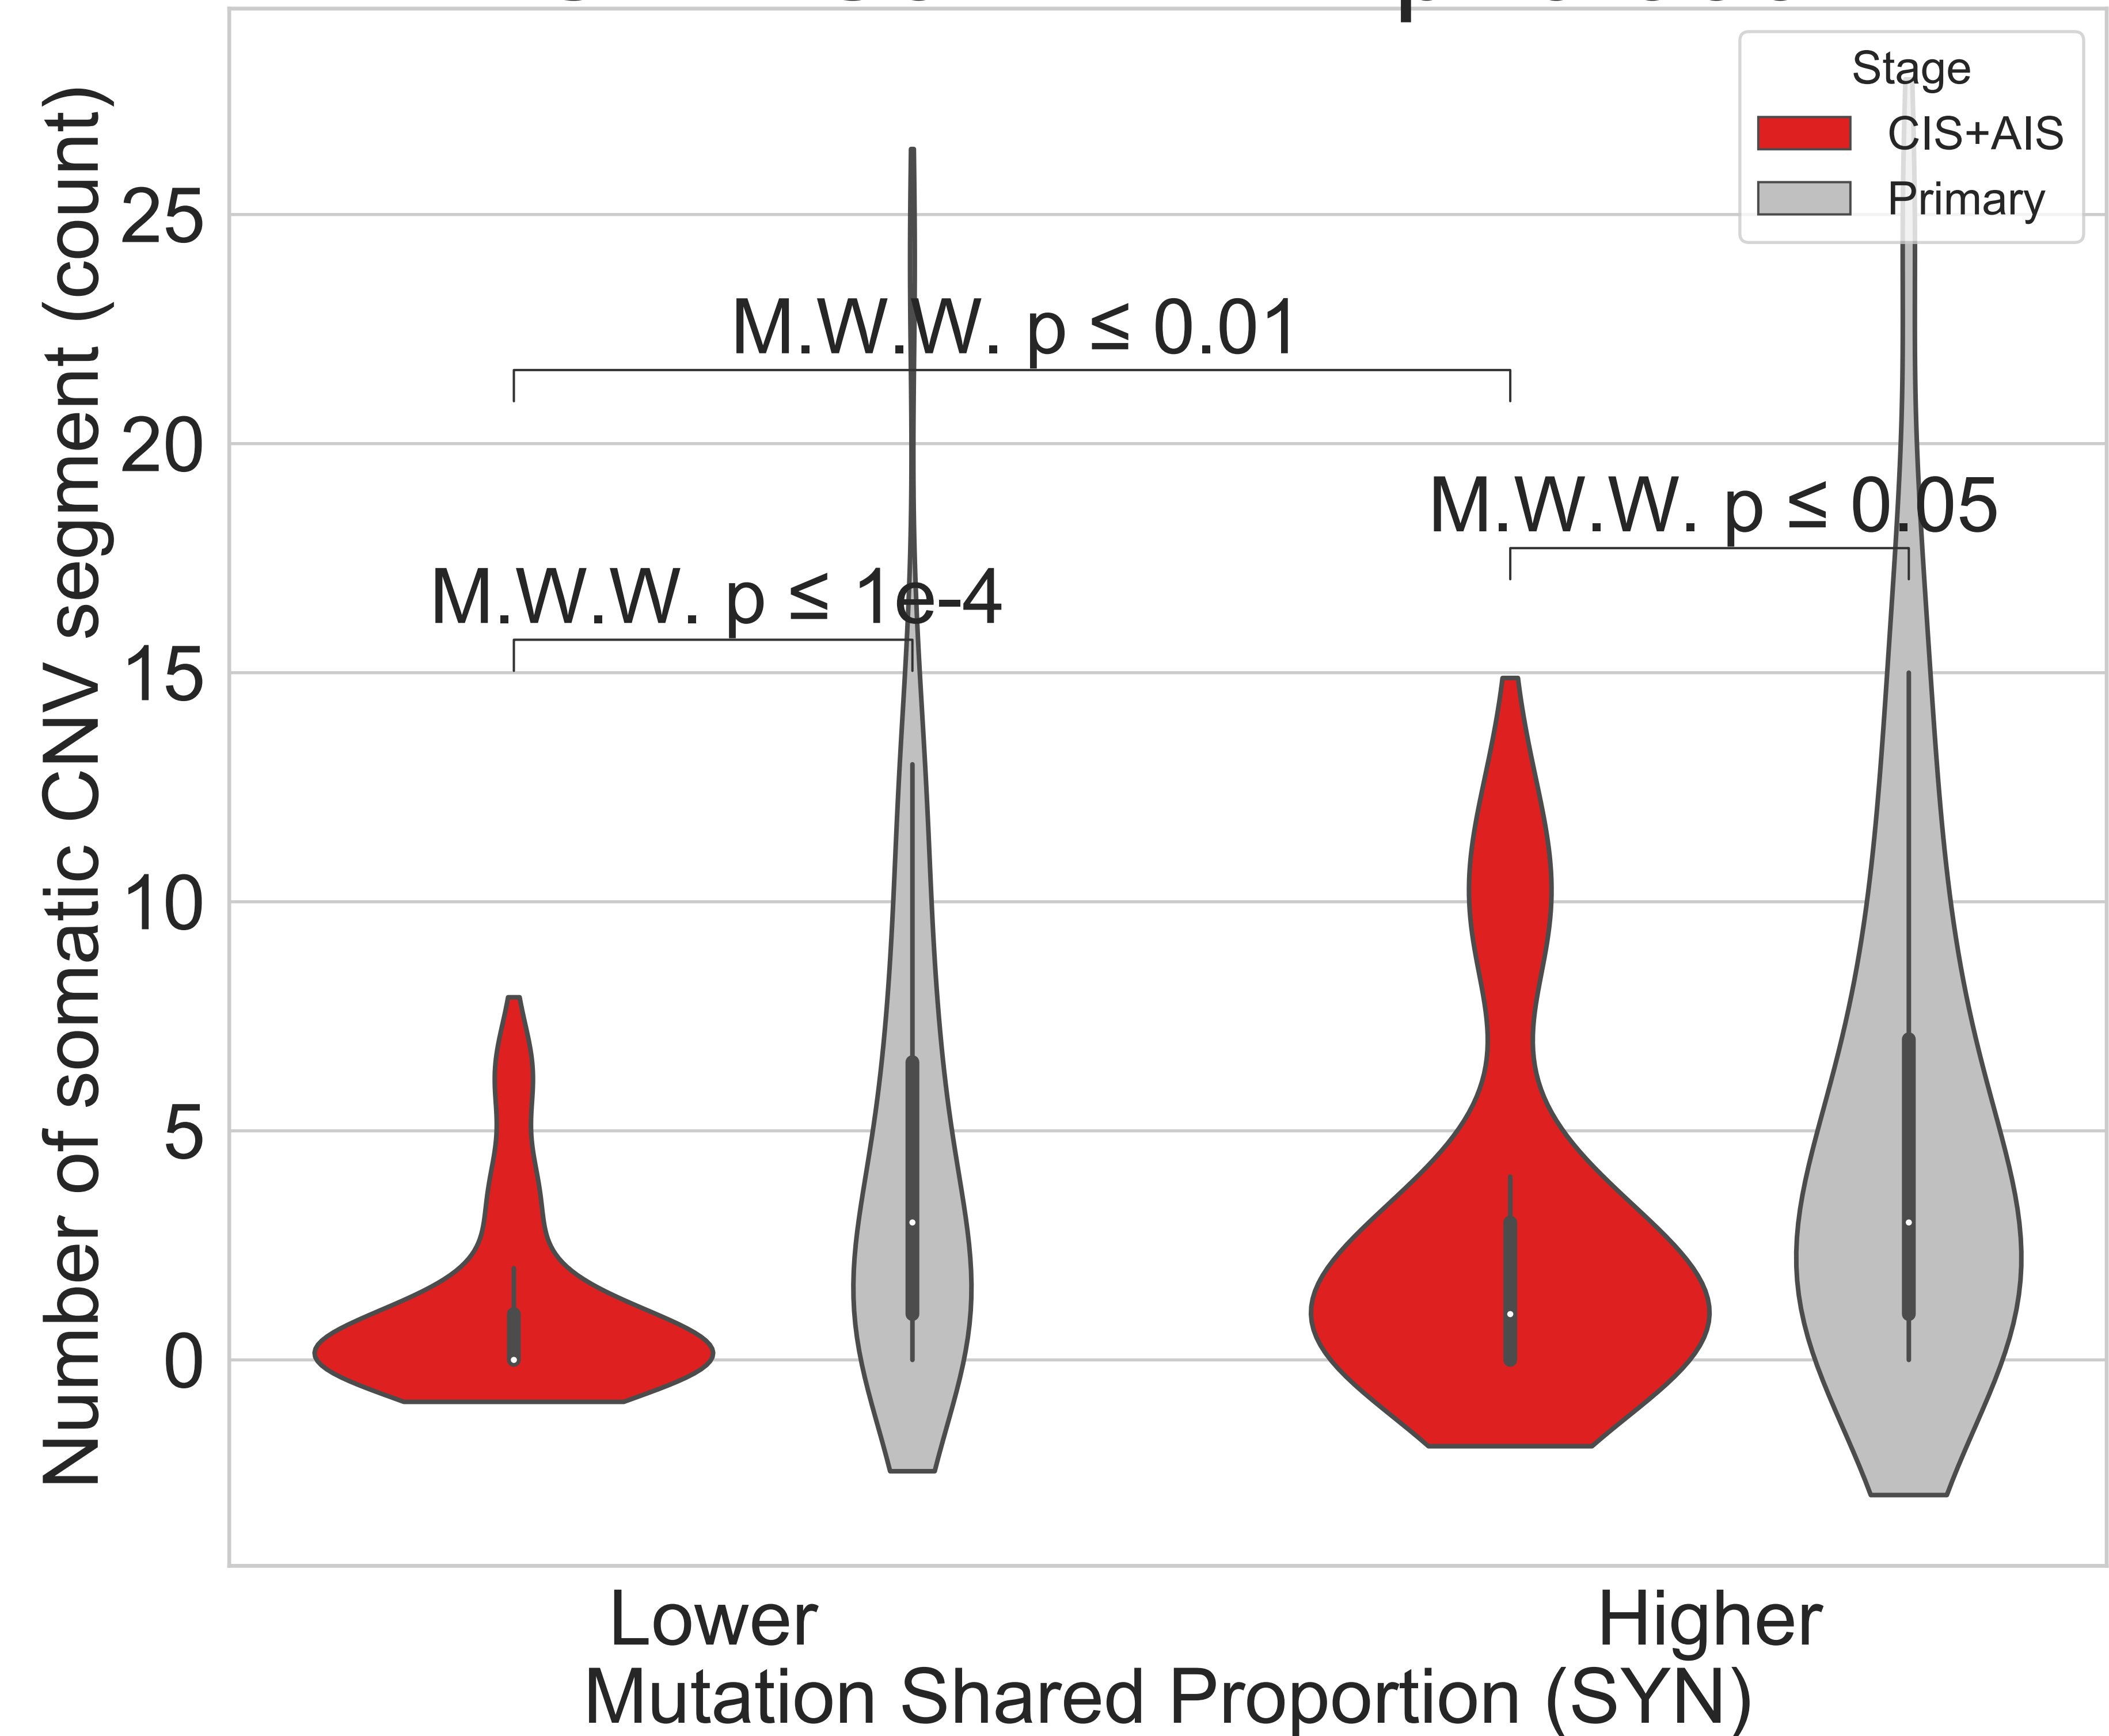 Stage
CIS+AIS
Primary
Number of somatic CNV segment (count)
25
20
15
10
5
0
M.W.W. p ≤ 0.01
M.W.W. p ≤ 0.05
M.W.W. p ≤ 1e-4
Lower
Higher
Mutation Shared Proportion (SYN)